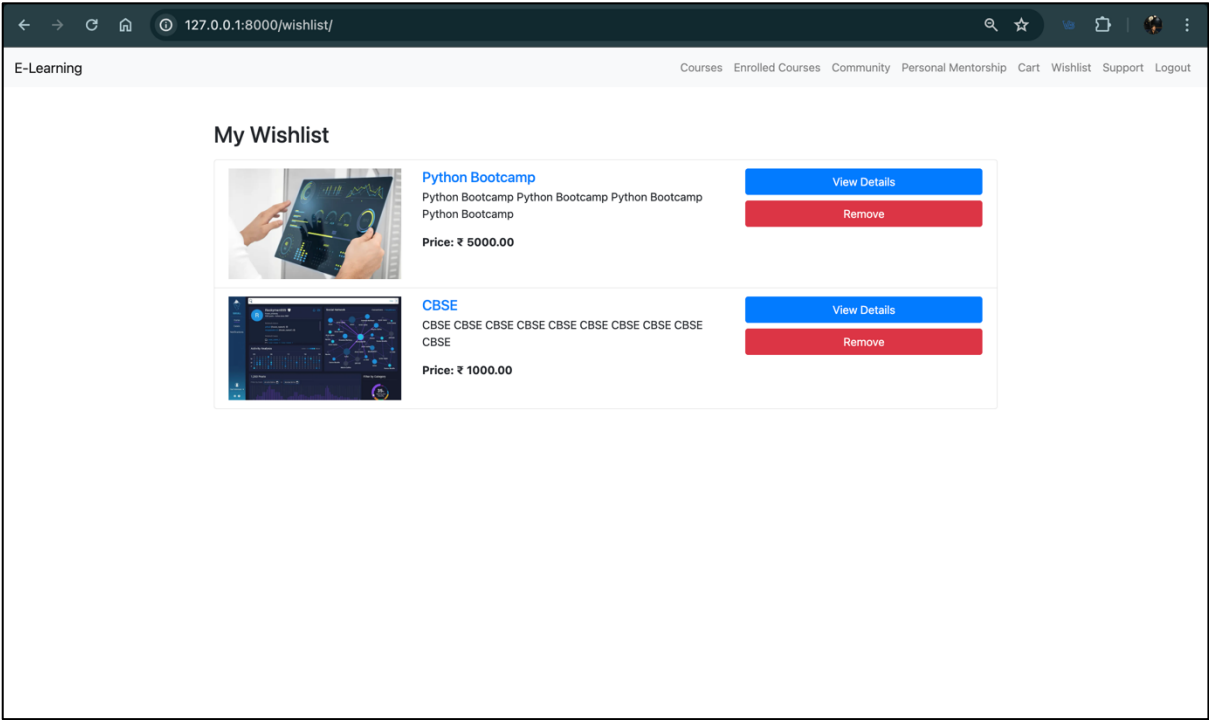 127.0.0.1:8000/wishlist/
E-Learning
Courses Enrolled Courses Community Personal Mentorship Cart Wishlist Support Logout
My Wishlist
Python Bootcamp
Python Bootcamp Python Bootcamp Python Bootcamp
Python Bootcamp
Price: ₹ 5000.00
View Details
Remove
CBSE
CBSE CBSE CBSE CBSE CBSE CBSE CBSE CBSE CBSE
CBSE
Price: ₹ 1000.00
View Details
Remove